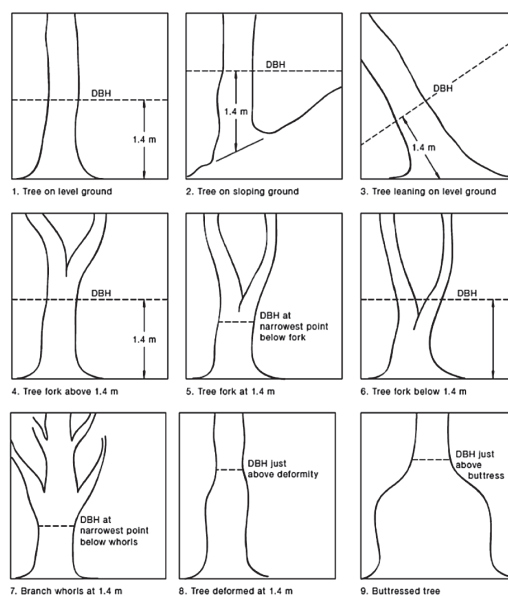 DBH
1.4 m
1. Tree on level ground
DBH
1.4 m
2. Tree on sloping ground
DBH
1.4 m
3. Tree leaning on level ground
DBH
1.4 m
4. Tree fork above 1.4 m
DBH at
narrowest point
below fork
5. Tree fork at 1.4 m
DBH
6. Tree fork below 1.4 m
DBH at
narrowest point
below whorls
7. Branch whorls at 1.4 m
DBH just
above deformity
8. Tree deformed at 1.4 m
DBH just
above
buttress
9. Buttressed tree